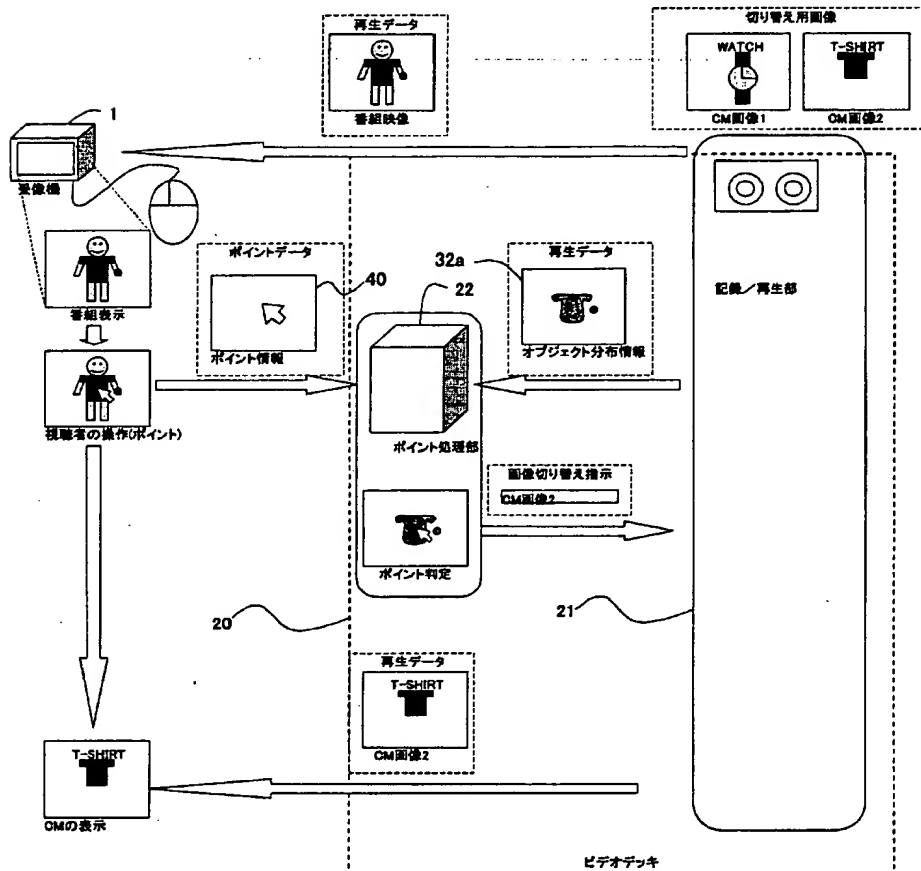 再生データ
番組映像
切り替え用画像
WATCH
CM画像1
T-SHIRT
CM画像2
1
受像機
番組表示
視聴者の操作(ポイント)
ポイントデータ
40
ポイント情報
22
ポイント処理部
ポイント判定
32a
再生データ
オブジェクト分布情報
記録／再生部
画像切り替え指示
CM画像2
20
21
再生データ
T-SHIRT
CM画像2
T-SHIRT
CMの表示
ビデオデッキ